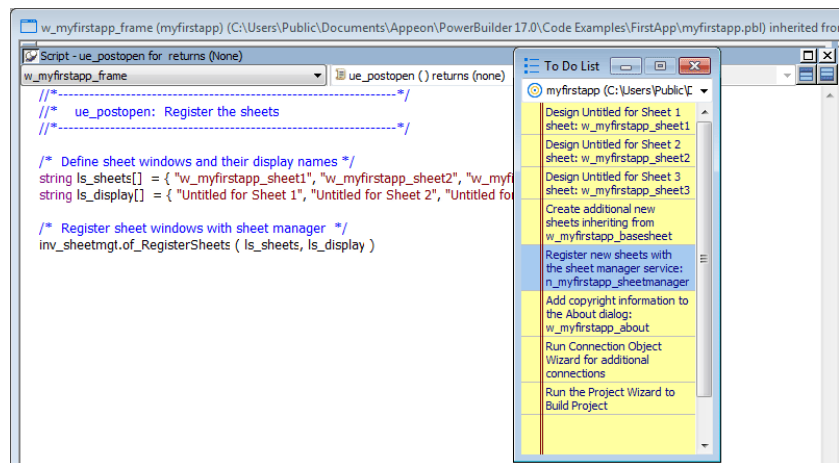 w_myfirstapp_frame (myfirstapp) (C:\Users\Public\Documents\Appeon\PowerBuilder 17.0\Code Examples\FirstApp\myfirstapp.pbl) inherited from
Script - ue_postopen for returns (None)
w_myfirstapp_frame
ue_postopen ( ) returns (none)
//*-----------------------------------------------------------------*/
//* ue_postopen: Register the sheets
//*-----------------------------------------------------------------*/
/* Define sheet windows and their display names */
string ls_sheets[] = { "w_myfirstapp_sheet1", "w_myfirstapp_sheet2", "w_myfi
string ls_display[] = { "Untitled for Sheet 1", "Untitled for Sheet 2", "Untitled for
/* Register sheet windows with sheet manager */
inv_sheetmgt.of_RegisterSheets ( ls_sheets, ls_display )
To Do List
myfirstapp (C:\Users\Public\D
Design Untitled for Sheet 1
sheet: w_myfirstapp_sheet1
Design Untitled for Sheet 2
sheet: w_myfirstapp_sheet2
Design Untitled for Sheet 3
sheet: w_myfirstapp_sheet3
Create additional new
sheets inheriting from
w_myfirstapp_basesheet
Register new sheets with
the sheet manager service:
n_myfirstapp_sheetmanager
Add copyright information to
the About dialog:
w_myfirstapp_about
Run Connection Object
Wizard for additional
connections
Run the Project Wizard to
Build Project